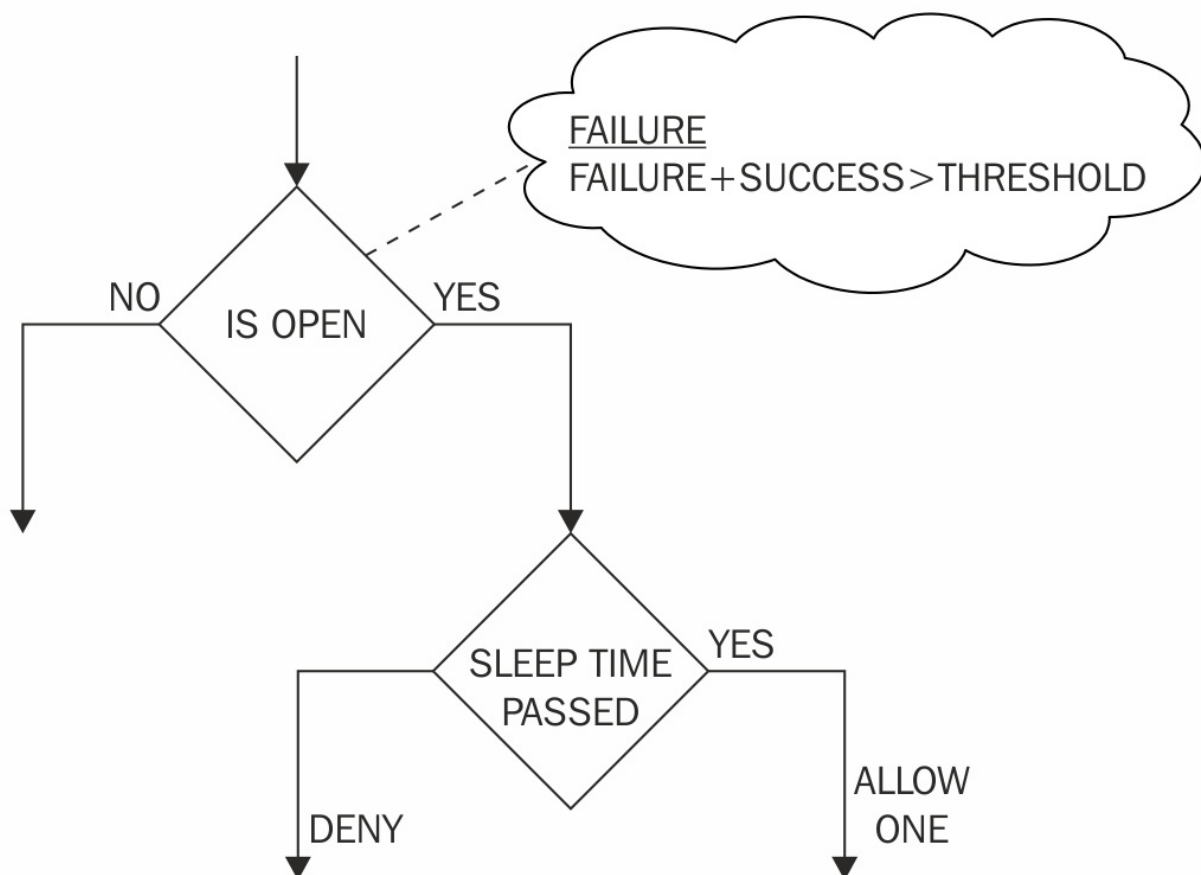 FAILURE
FAILURE+SUCCESS>THRESHOLD
NO
YES
IS OPEN
YES
SLEEP TIME
PASSED
ALLOW
ONE
DENY